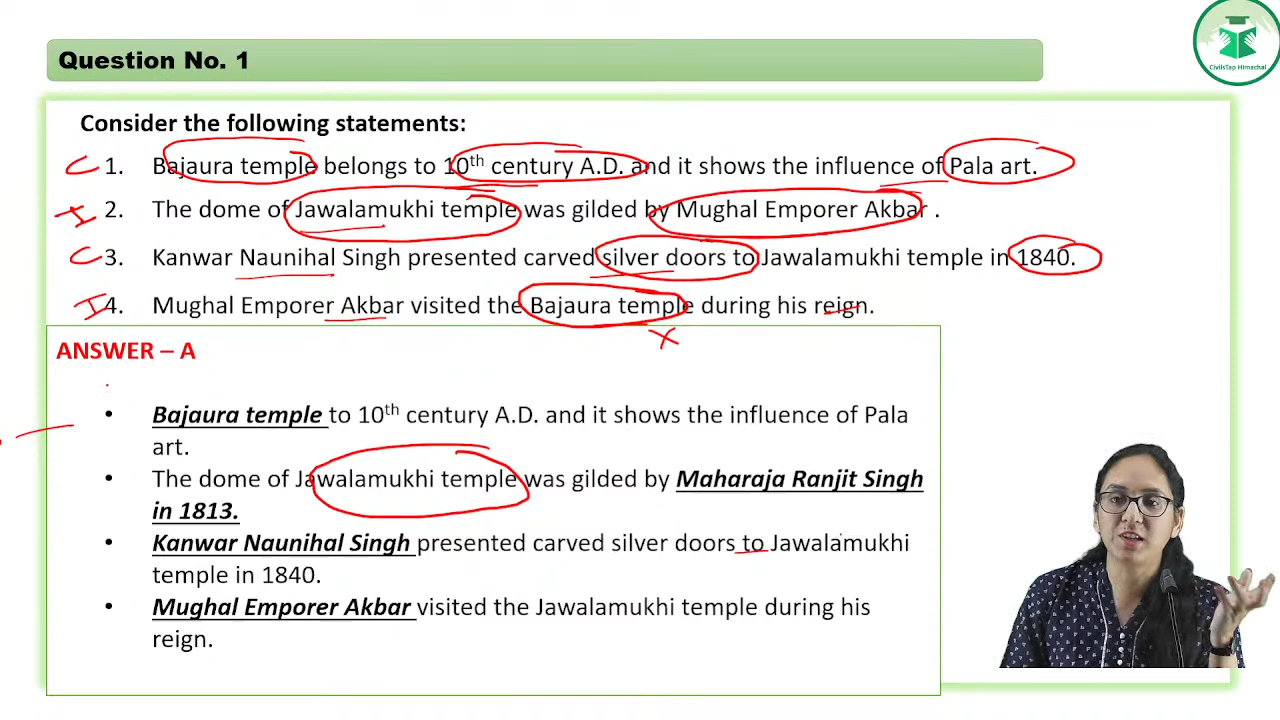 CivilsTap Himachal
Question No. 1
Consider the following statements:
C 1. Bajaura temple belongs to 10th century A.D. and it shows the influence of Pala art.
I 2. The dome of Jawalamukhi temple was gilded by Mughal Emporer Akbar .
C 3. Kanwar Naunihal Singh presented carved silver doors to Jawalamukhi temple in 1840.
I 4. Mughal Emporer Akbar visited the Bajaura temple during his reign.
x
ANSWER – A
• Bajaura temple to 10th century A.D. and it shows the influence of Pala
art.
• The dome of Jawalamukhi temple was gilded by Maharaja Ranjit Singh
in 1813.
• Kanwar Naunihal Singh presented carved silver doors to Jawalamukhi
temple in 1840.
• Mughal Emporer Akbar visited the Jawalamukhi temple during his
reign.